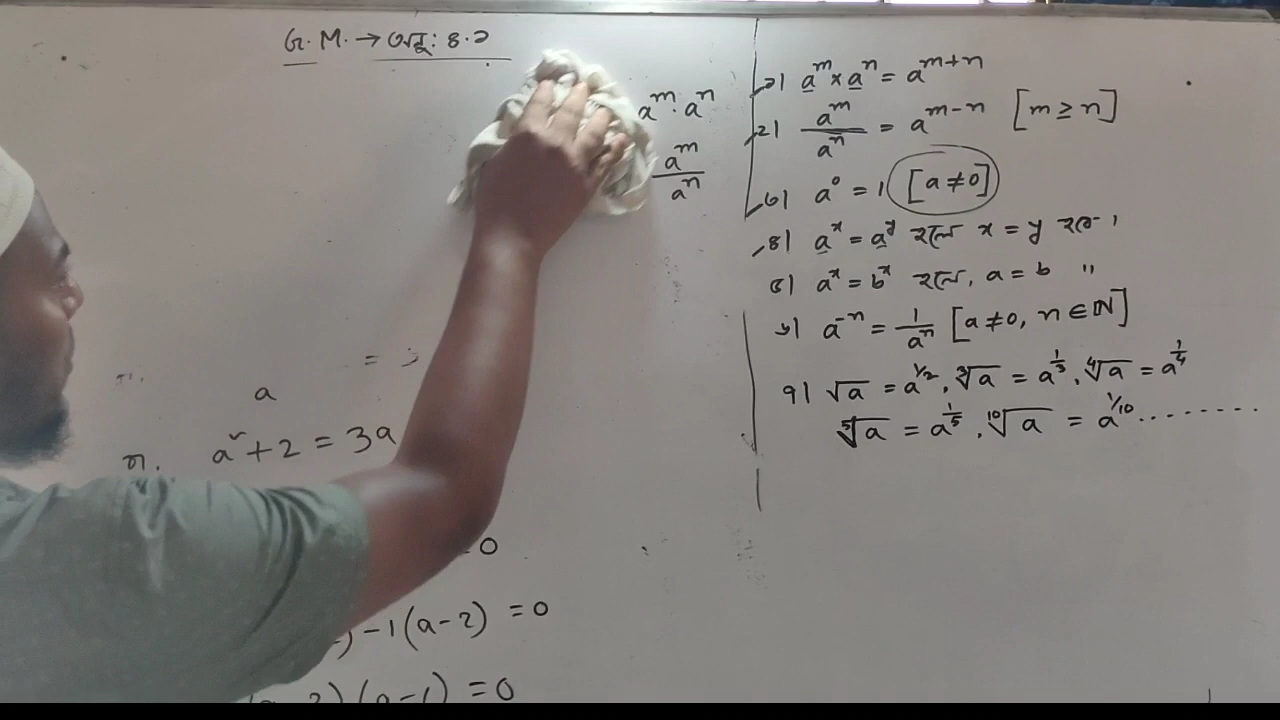 G. M. → অনু: ৪.১
aᵐ · aⁿ
aᵐ/aⁿ
= 
a
গ. a² + 2 = 3a
= 0
) -1(a-2) = 0
) (a-1) = 0
১। aᵐ × aⁿ = aᵐ⁺ⁿ
২। aᵐ/aⁿ = aᵐ⁻ⁿ [m ≥ n]
৩। a⁰ = 1 [a ≠ 0]
৪। aˣ = aʸ হলে x = y হবে।
৫। aˣ = bˣ হলে, a = b "
৬। a⁻ⁿ = 1/aⁿ [a ≠ 0, n ∈ ℕ]
৭। √a = a^1/2, ∛a = a^1/3, ∜a = a^1/4
⁵√a = a^1/5, ¹⁰√a = a^1/10 ........